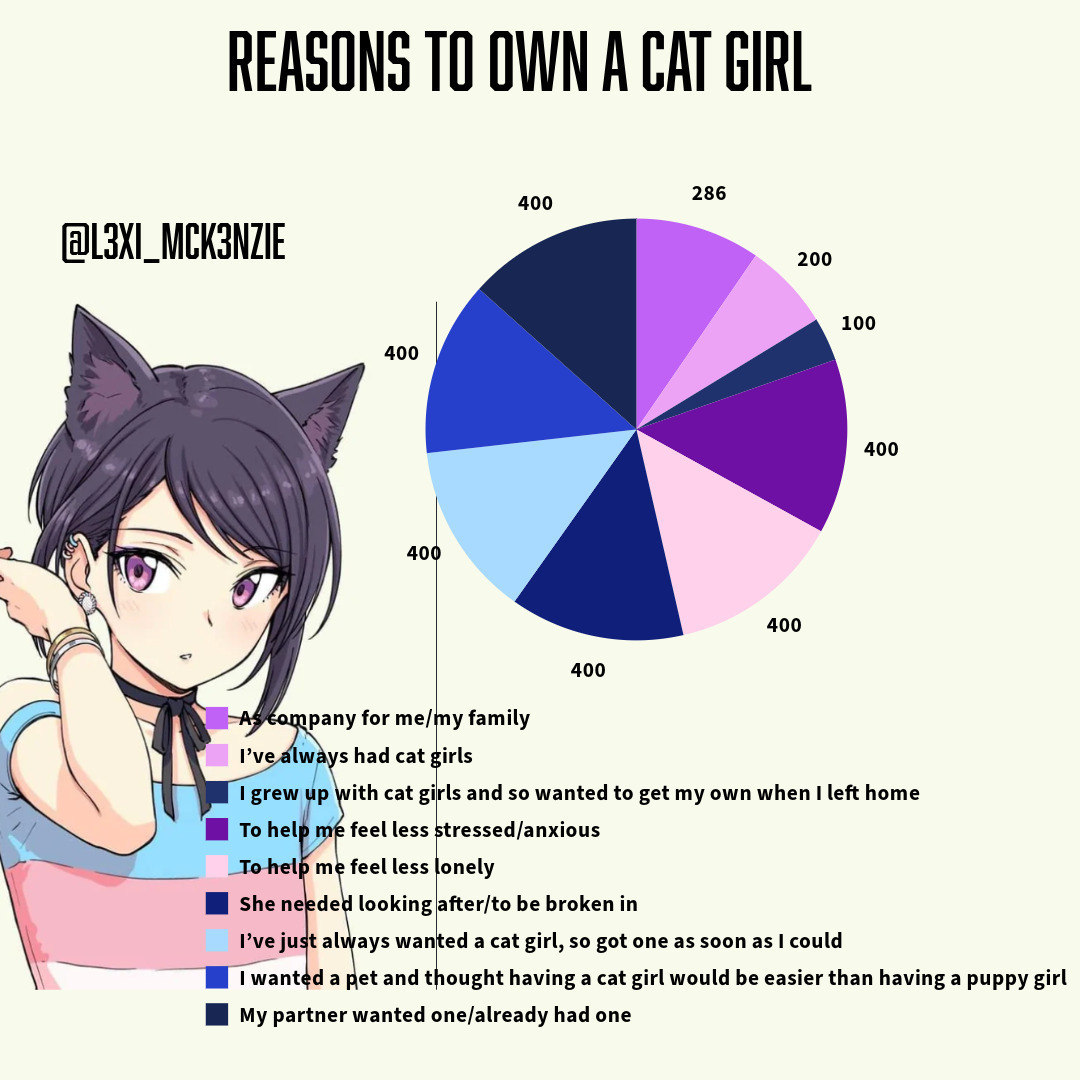 REASONS TO OWN A CAT GIRL
@L3XI_MCK3NZIE
400
286
200
100
400
400
400
400
400
As company for me/my family
I’ve always had cat girls
I grew up with cat girls and so wanted to get my own when I left home
To help me feel less stressed/anxious
To help me feel less lonely
She needed looking after/to be broken in
I’ve just always wanted a cat girl, so got one as soon as I could
I wanted a pet and thought having a cat girl would be easier than having a puppy girl
My partner wanted one/already had one